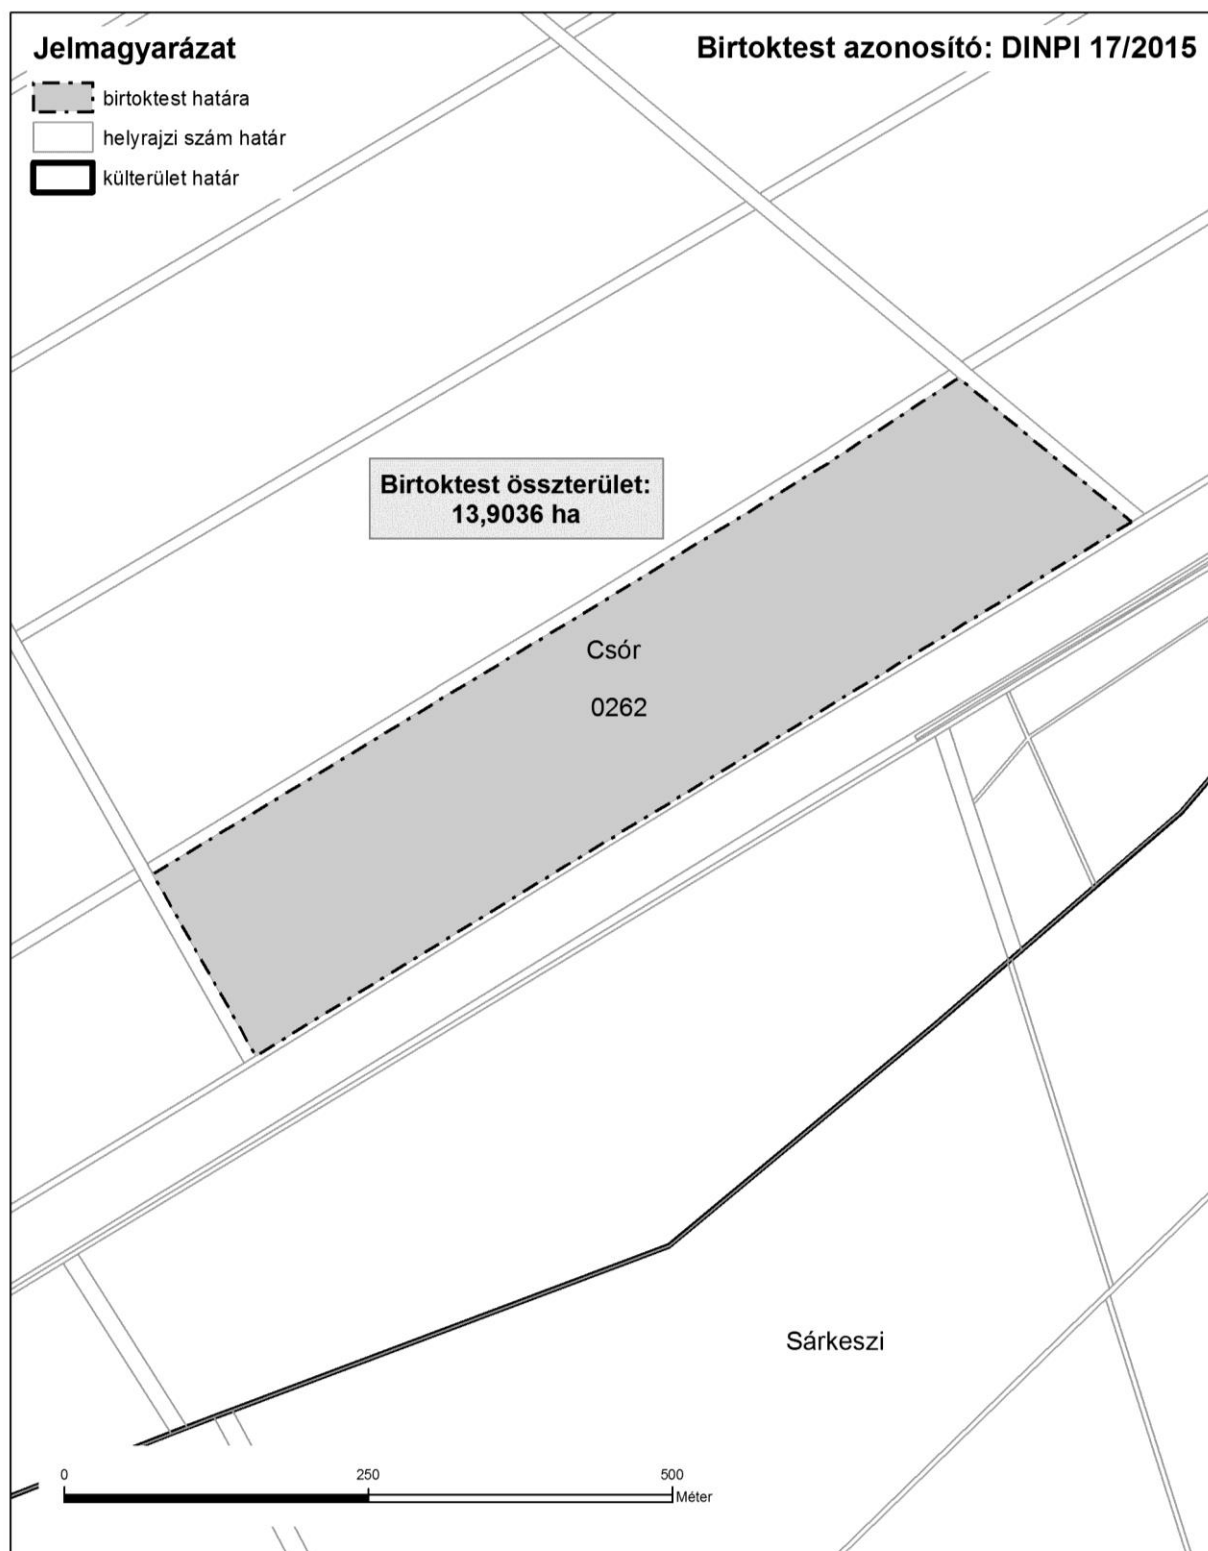 Jelmagyarázat
birtoktest határa
helyrajzi szám határ
külterület határ
Birtoktest azonosító: DINPI 17/2015
Birtoktest összterület:
13,9036 ha
Csór
0262
Sárkeszi
0 250 500
Méter